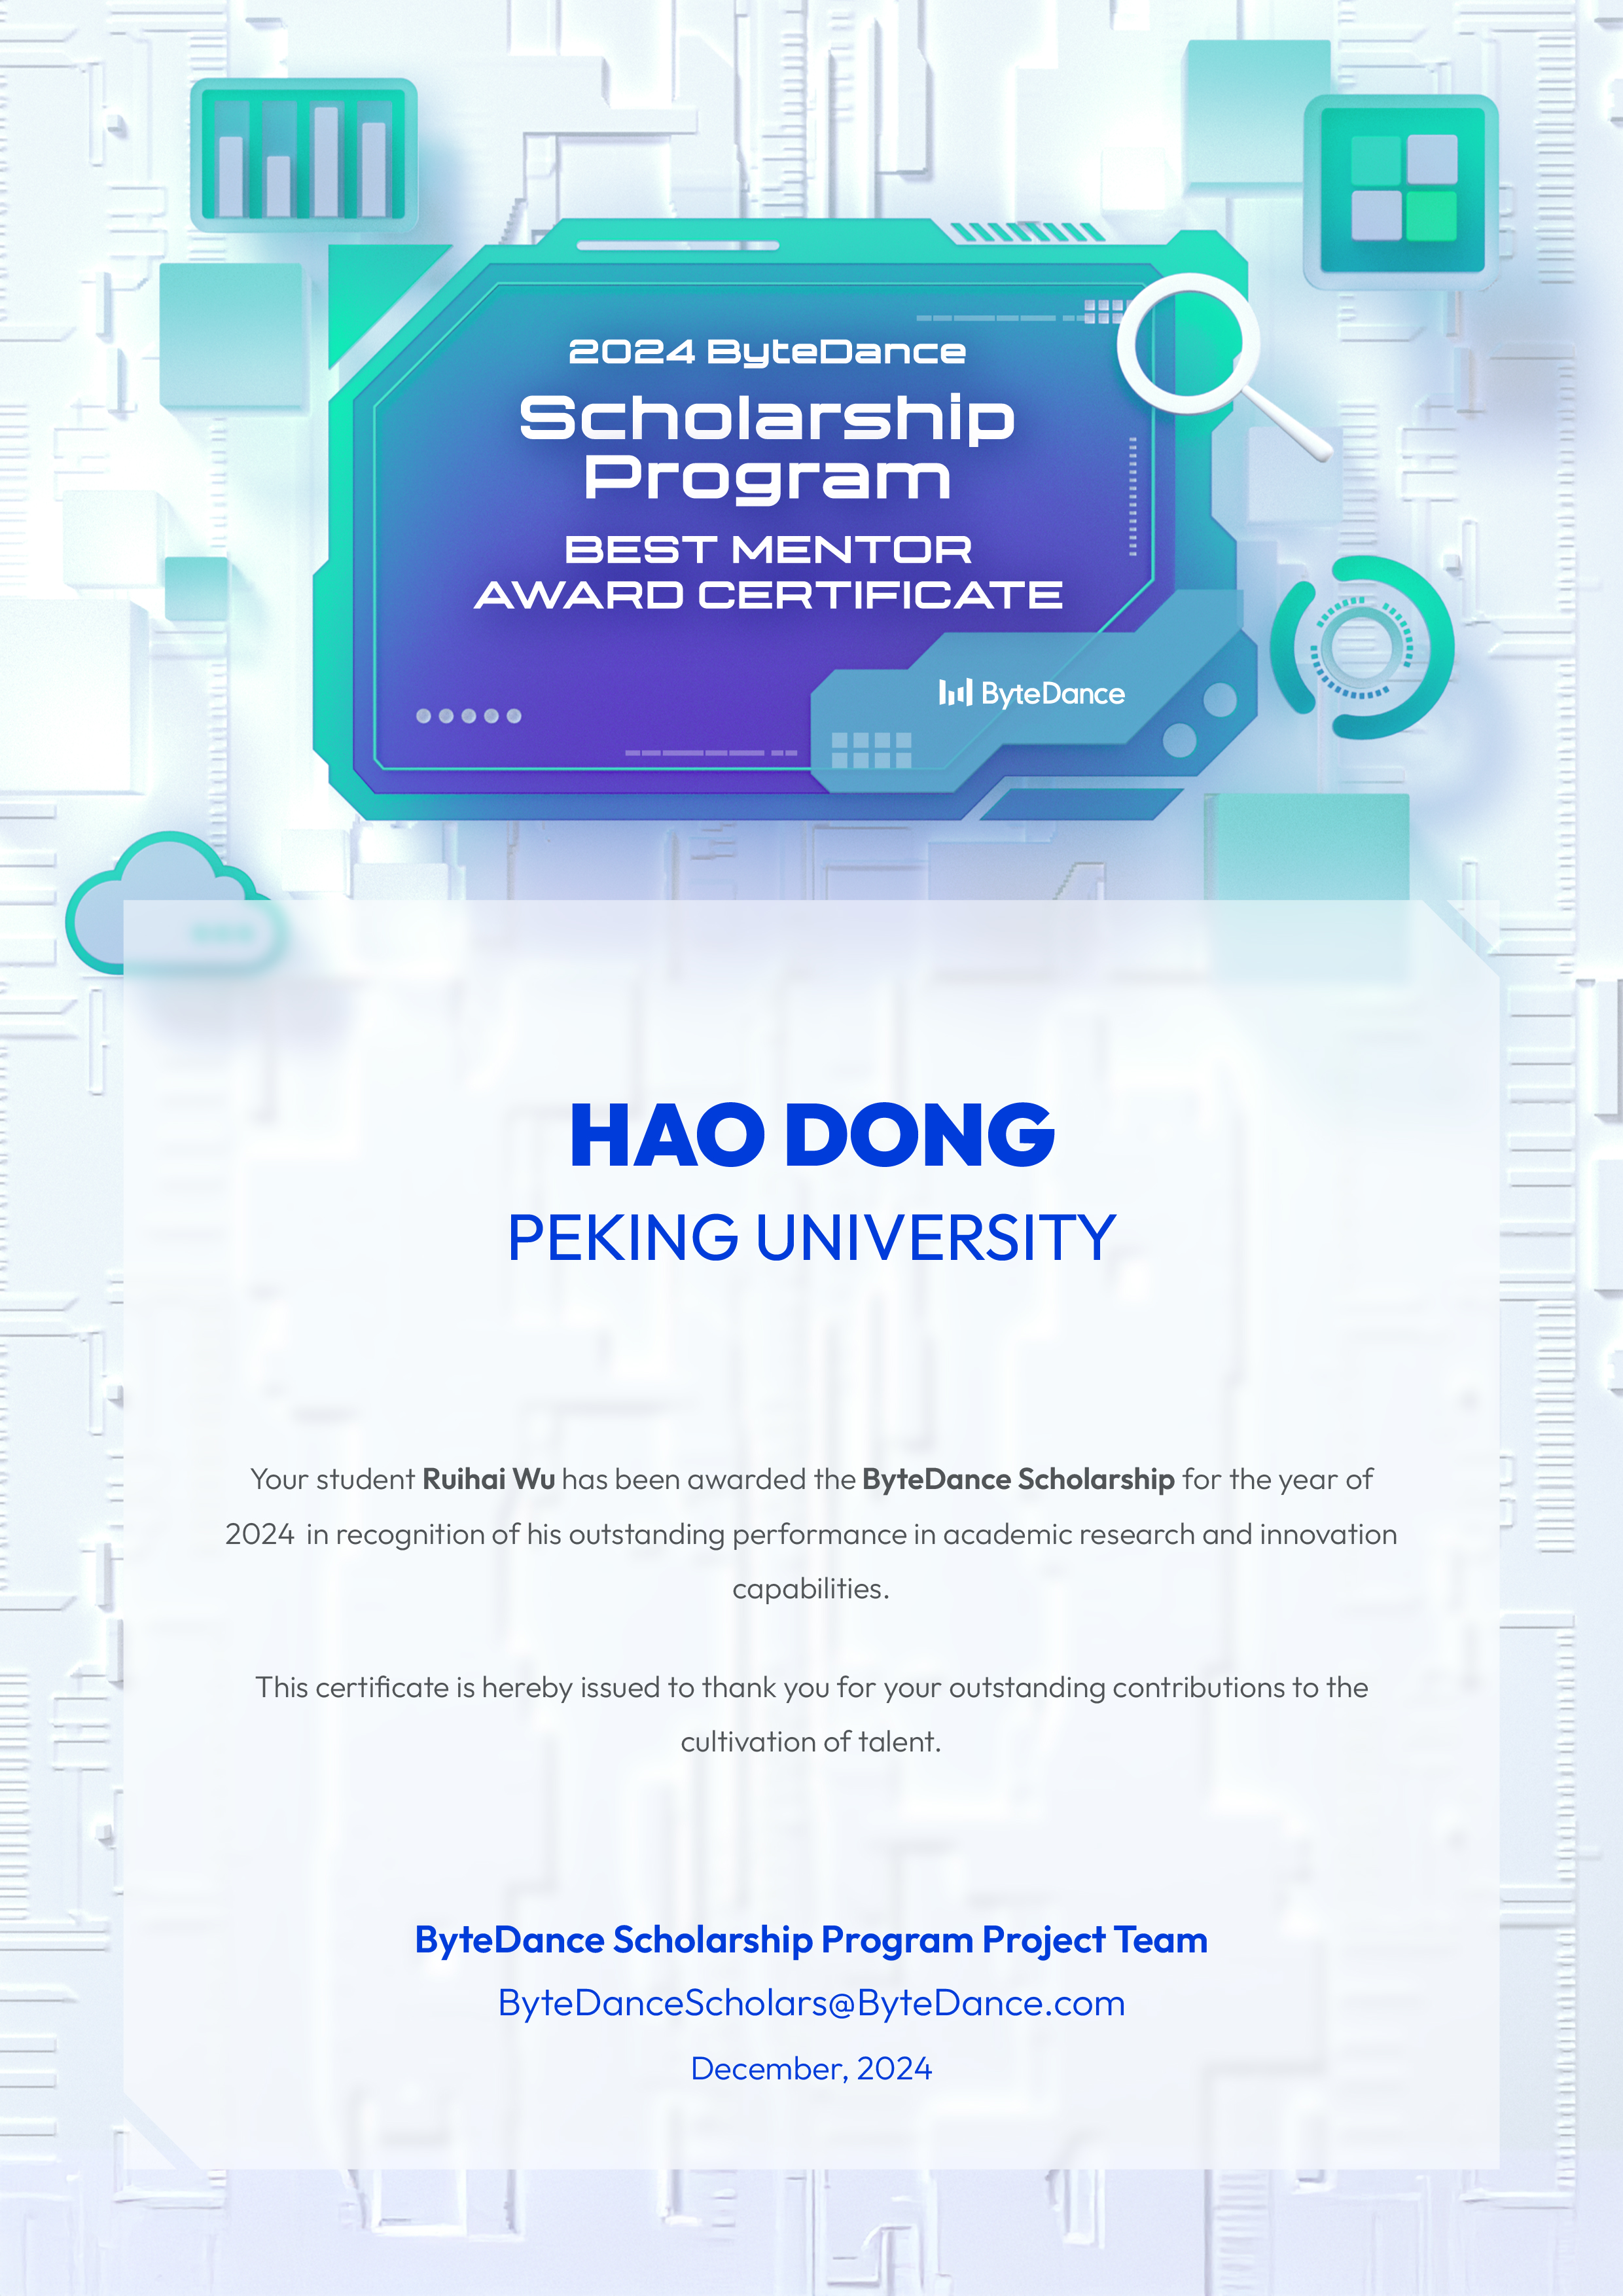 2024 ByteDance
Scholarship
Program
BEST MENTOR
AWARD CERTIFICATE
ByteDance
HAO DONG
PEKING UNIVERSITY
Your student Ruihai Wu has been awarded the ByteDance Scholarship for the year of
2024 in recognition of his outstanding performance in academic research and innovation
capabilities.
This certificate is hereby issued to thank you for your outstanding contributions to the
cultivation of talent.
ByteDance Scholarship Program Project Team
ByteDanceScholars@ByteDance.com
December, 2024